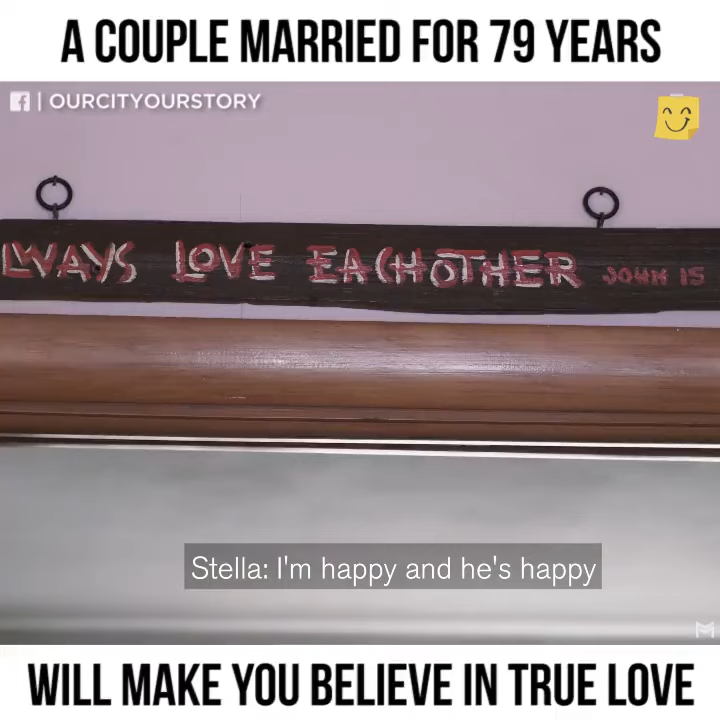 A COUPLE MARRIED FOR 79 YEARS
f | OURCITYOURSTORY
LWAYS LOVE EACHOTHER JOHN 15
Stella: I'm happy and he's happy
WILL MAKE YOU BELIEVE IN TRUE LOVE